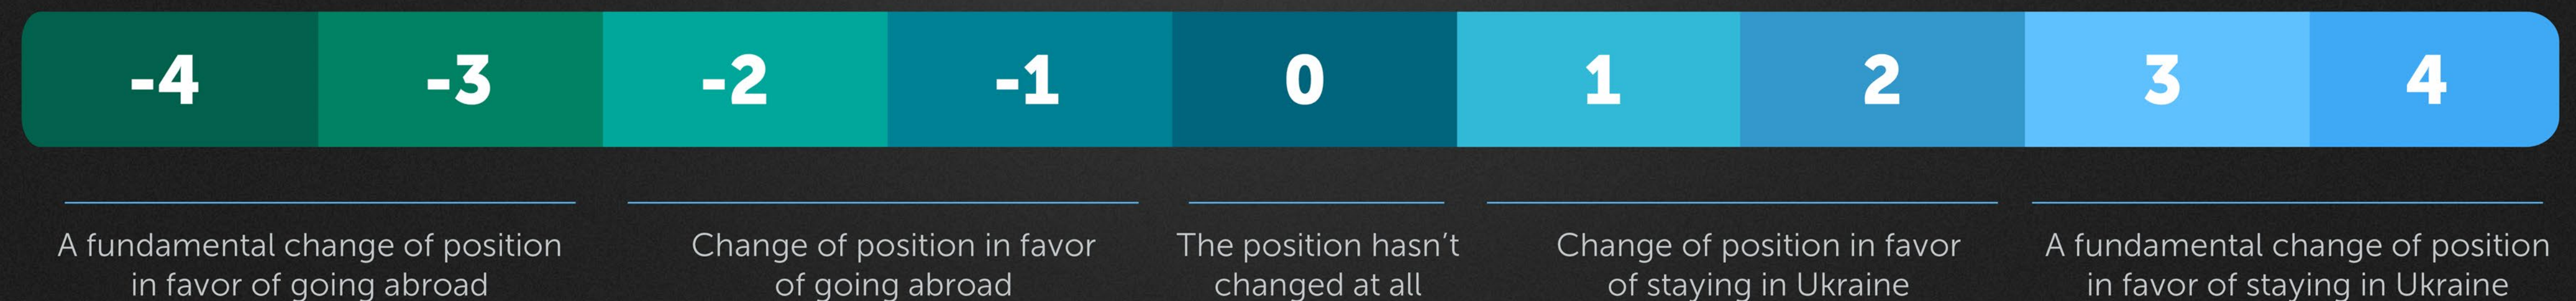 -4 -3 -2 -1 0 1 2 3 4
A fundamental change of position
in favor of going abroad
Change of position in favor
of going abroad
The position hasn’t
changed at all
Change of position in favor
of staying in Ukraine
A fundamental change of position
in favor of staying in Ukraine